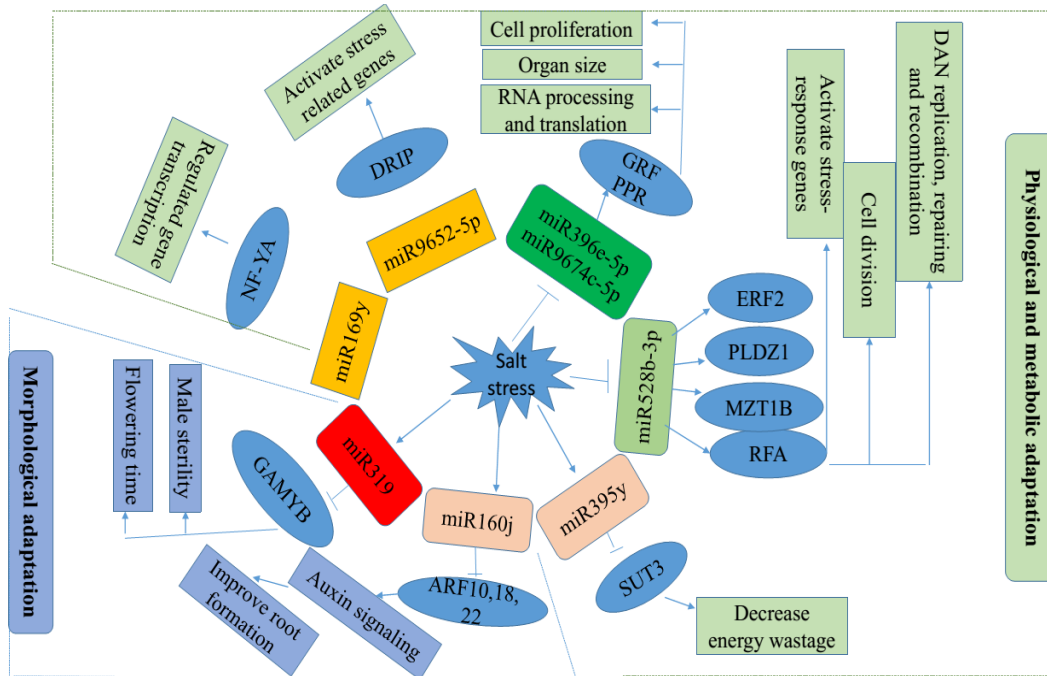 Cell proliferation
Organ size
RNA processing
and translation
Activate stress
related genes
DRIP
GRF
PPR
Regulated gene
transcription
NF-YA
miR9652-5p
miR169y
miR396e-5p
miR9674c-5p
Activate stress-
response genes
Cell division
DAN replication, repairing
and recombination
Physiological and metabolic adaptation
ERF2
PLDZ1
MZT1B
RFA
miR528b-3p
Salt
stress
Morphological adaptation
Flowering time
Male sterility
GAMYB
miR319
miR160j
miR395y
ARF10,18,
22
Auxin signaling
Improve root
formation
SUT3
Decrease
energy wastage